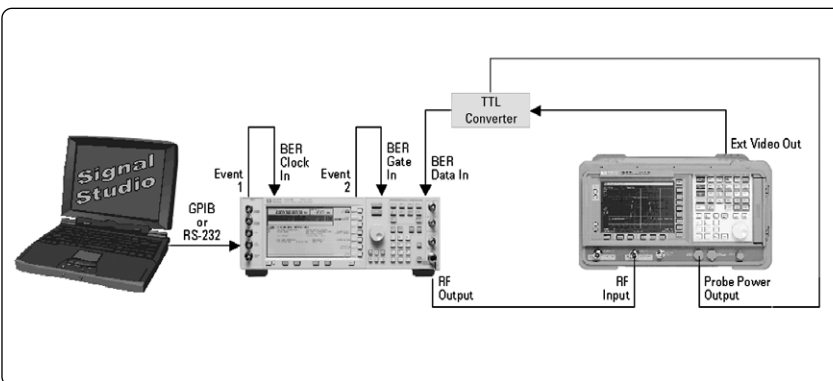 TTL
Converter
Ext Video Out
Signal
Studio
GPIB
or
RS-232
Event
1
BER
Clock
In
Event
2
BER
Gate
In
BER
Data In
RF
Output
RF
Input
Probe Power
Output